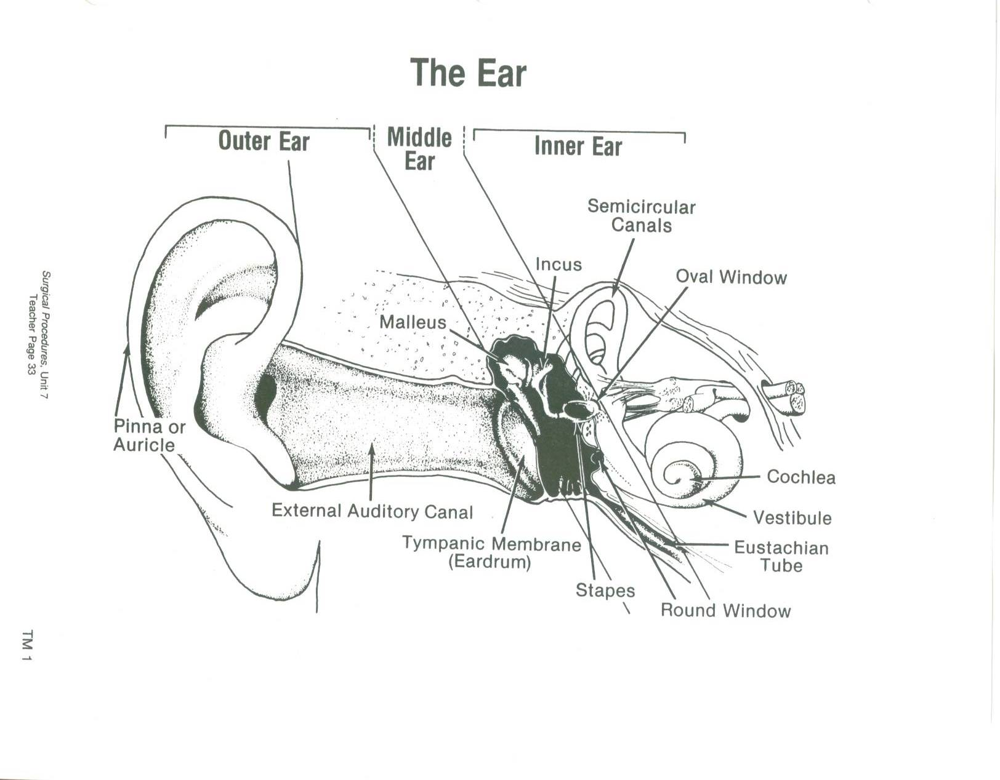 The Ear
Outer Ear
Middle
Ear
Inner Ear
Semicircular
Canals
Incus
Oval Window
Malleus
Pinna or
Auricle
External Auditory Canal
Tympanic Membrane
(Eardrum)
Stapes
Round Window
Cochlea
Vestibule
Eustachian
Tube
Surgical Procedures, Unit 7
Teacher Page 33
TM 1